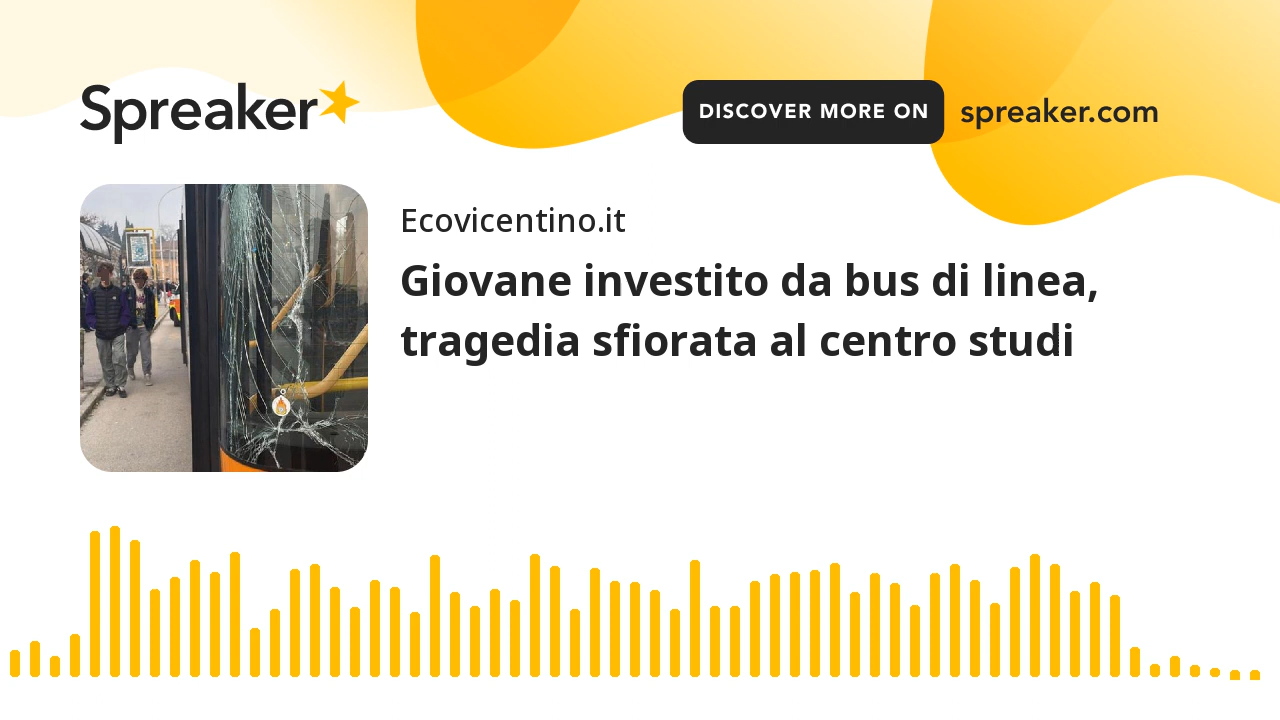 Spreaker
DISCOVER MORE ON spreaker.com
Ecovicentino.it
Giovane investito da bus di linea,
tragedia sfiorata al centro studi